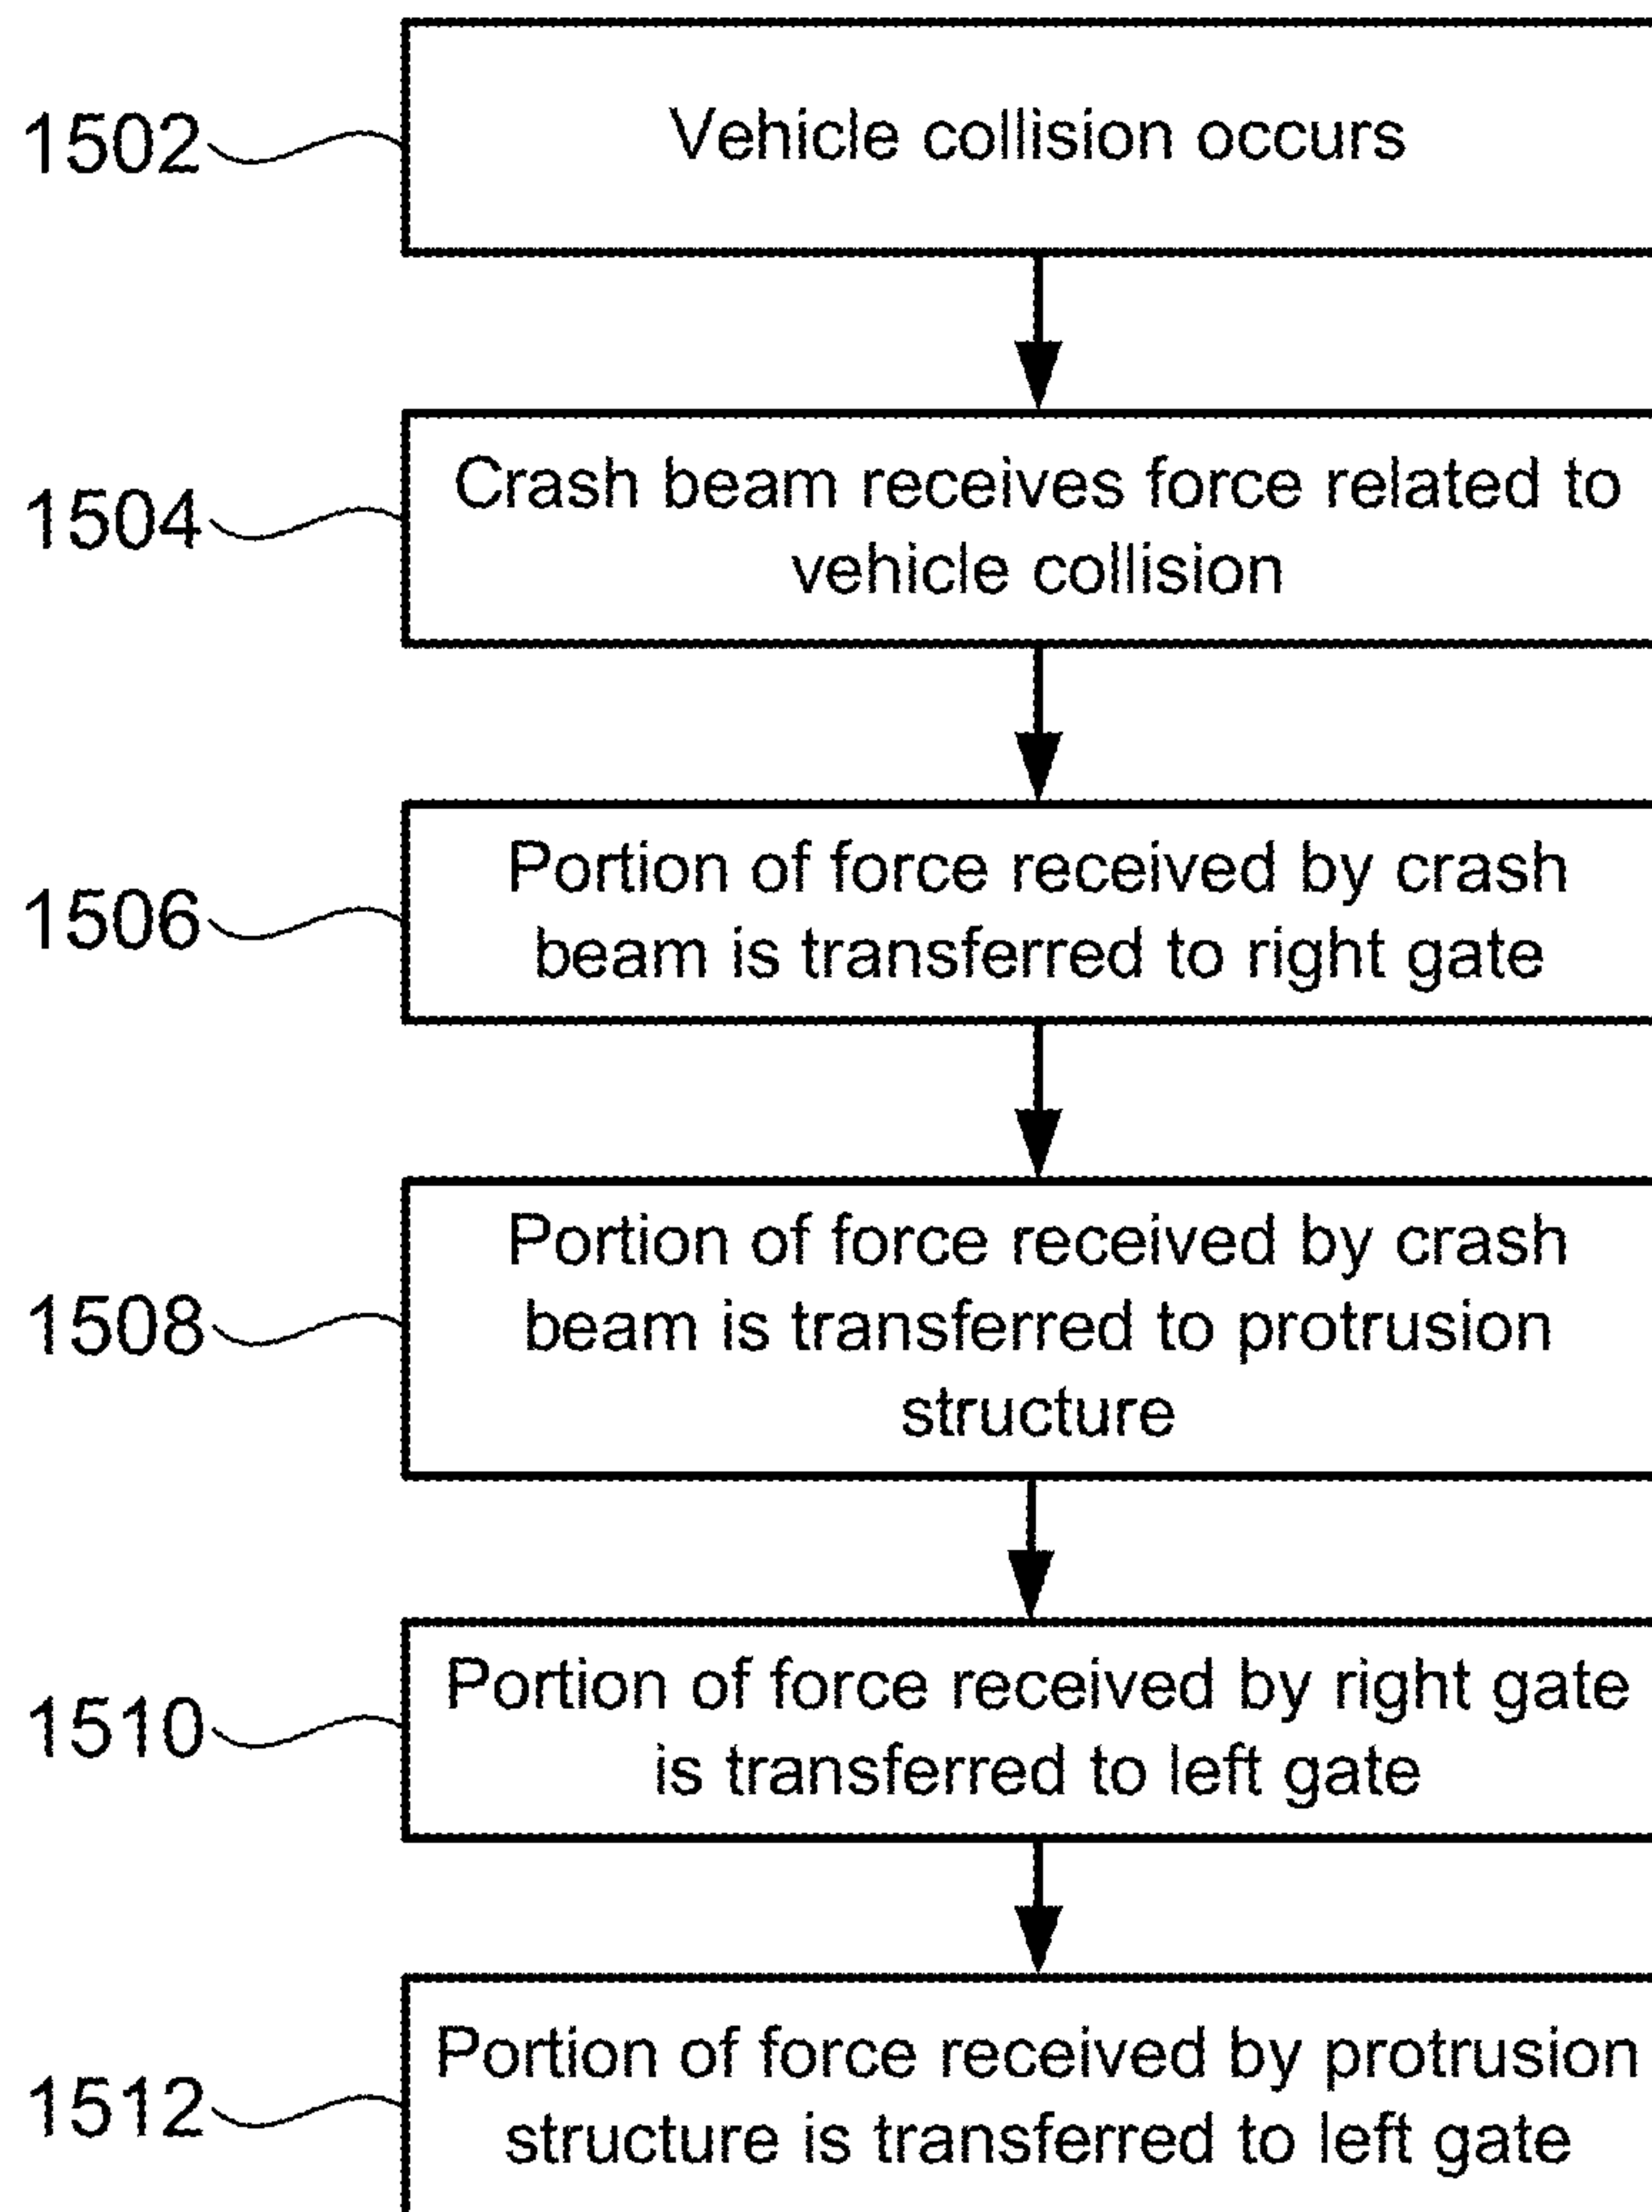 1502
Vehicle collision occurs
1504
Crash beam receives force related to
vehicle collision
1506
Portion of force received by crash
beam is transferred to right gate
1508
Portion of force received by crash
beam is transferred to protrusion
structure
1510
Portion of force received by right gate
is transferred to left gate
1512
Portion of force received by protrusion
structure is transferred to left gate